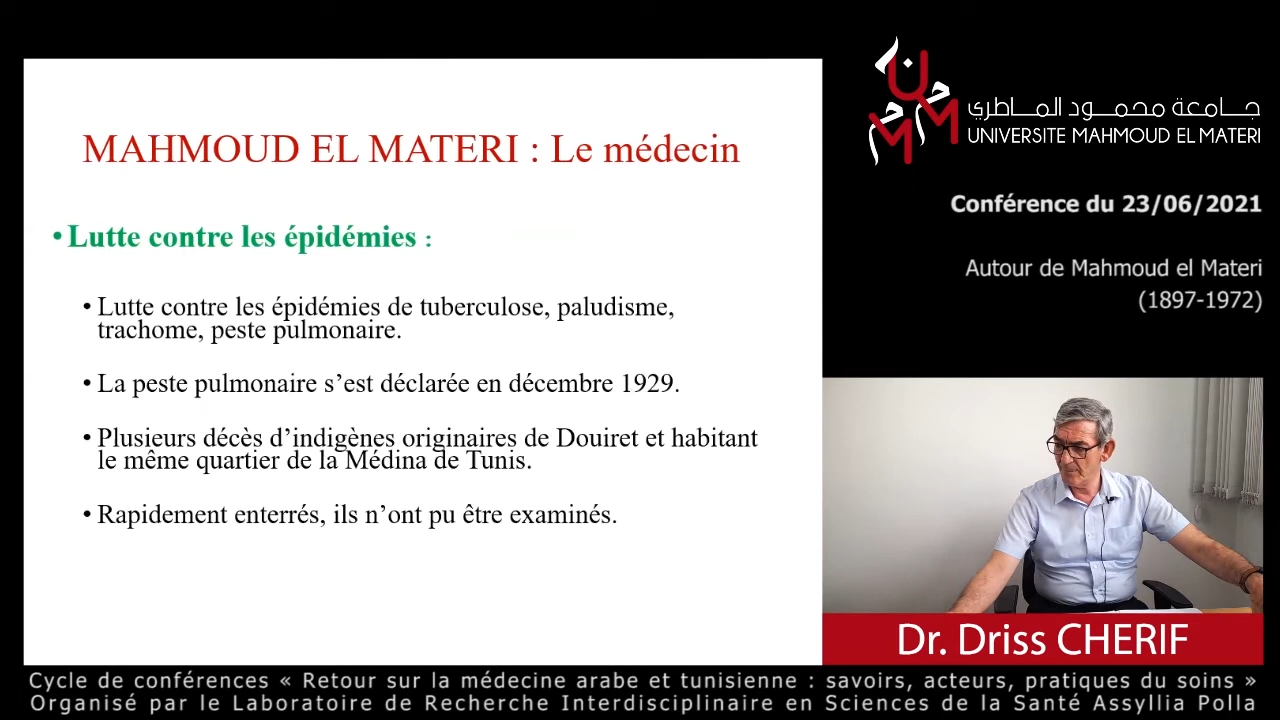 MAHMOUD EL MATERI : Le médecin
• Lutte contre les épidémies :
• Lutte contre les épidémies de tuberculose, paludisme,
trachome, peste pulmonaire.
• La peste pulmonaire s’est déclarée en décembre 1929.
• Plusieurs décès d’indigènes originaires de Douiret et habitant
le même quartier de la Médina de Tunis.
• Rapidement enterrés, ils n’ont pu être examinés.
جامعة محمود الماطري
UNIVERSITE MAHMOUD EL MATERI
Conférence du 23/06/2021
Autour de Mahmoud el Materi
(1897-1972)
Dr. Driss CHERIF
Cycle de conférences « Retour sur la médecine arabe et tunisienne : savoirs, acteurs, pratiques du soins »
Organisé par le Laboratoire de Recherche Interdisciplinaire en Sciences de la Santé Assyllia Polla